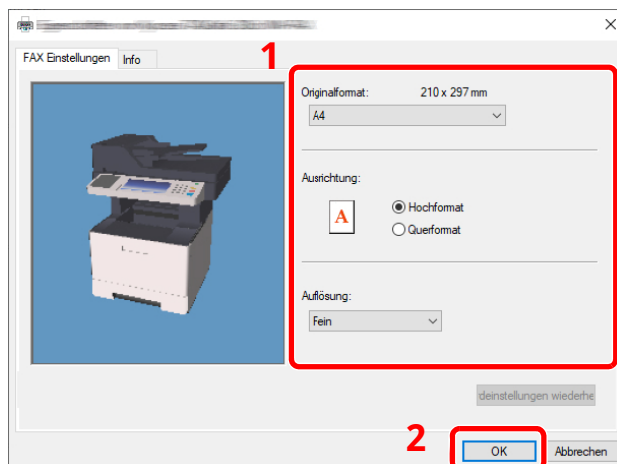 FAX Einstellungen Info
1
Originalformat: 210 x 297 mm
A4
Ausrichtung:
A
Hochformat
Querformat
Auflösung:
Fein
deinstellungen wiederhe
2
OK Abbrechen